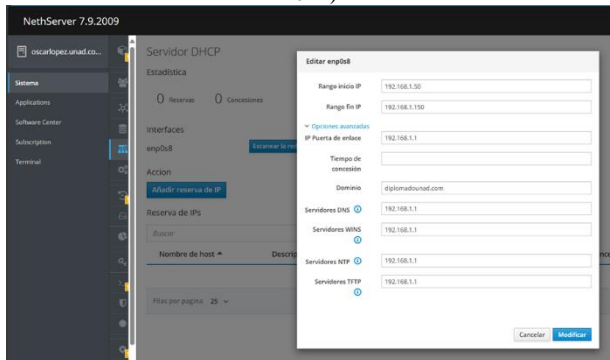 NethServer 7.9.2009
oscarlopez.unad.co...
Sistema
Applications
Software Center
Subscription
Terminal
Servidor DHCP
Estadística
0 Reservas 0 Concesiones
Interfaces
enp0s8
Escanear la red
Accion
Añadir reserva de IP
Reserva de IPs
Buscar
Nombre de host
Descrip
Filas por pagina 25
Editar enp0s8
Rango inicio IP 192.168.1.50
Rango fin IP 192.168.1.150
Opciones avanzadas
IP Puerta de enlace 192.168.1.1
Tiempo de concesión
Dominio diplomadounad.com
Servidores DNS 192.168.1.1
Servidores WINS 192.168.1.1
Servidores NTP 192.168.1.1
Servidores TFTP 192.168.1.1
Cancelar Modificar